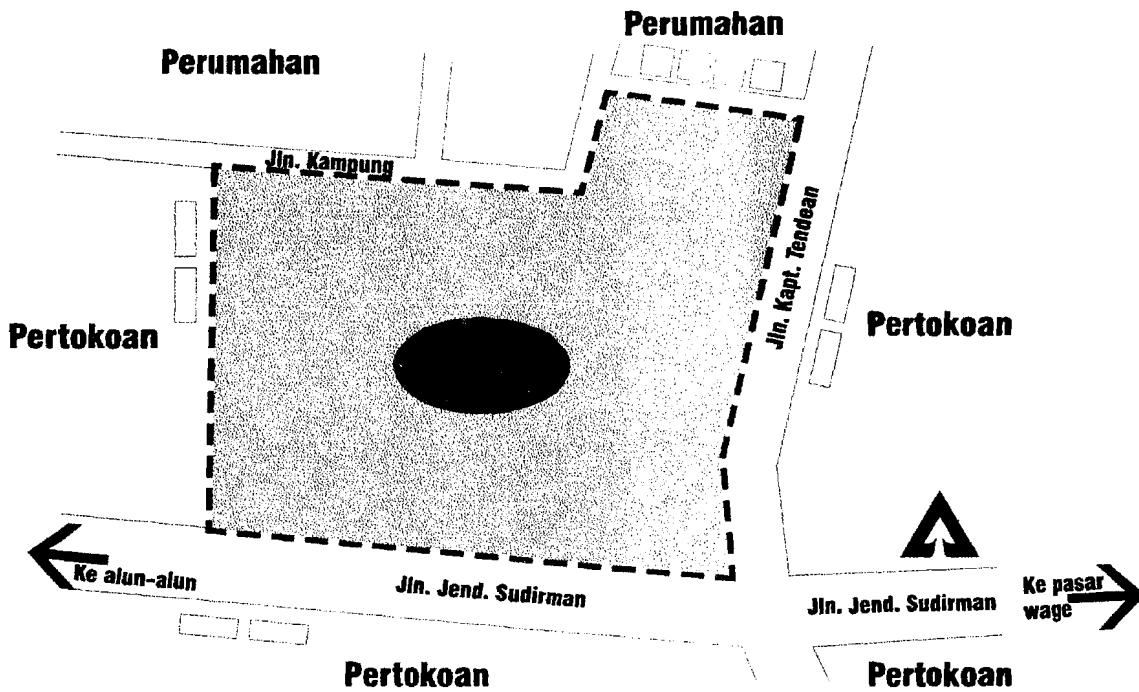 Perumahan
Perumahan
Jln. Kampung
Jln. Kapt. Tendean
Pertokoan
Pertokoan
Ke alun-alun
Jln. Jend. Sudirman
Jln. Jend. Sudirman
Ke pasar
wage
Pertokoan
Pertokoan